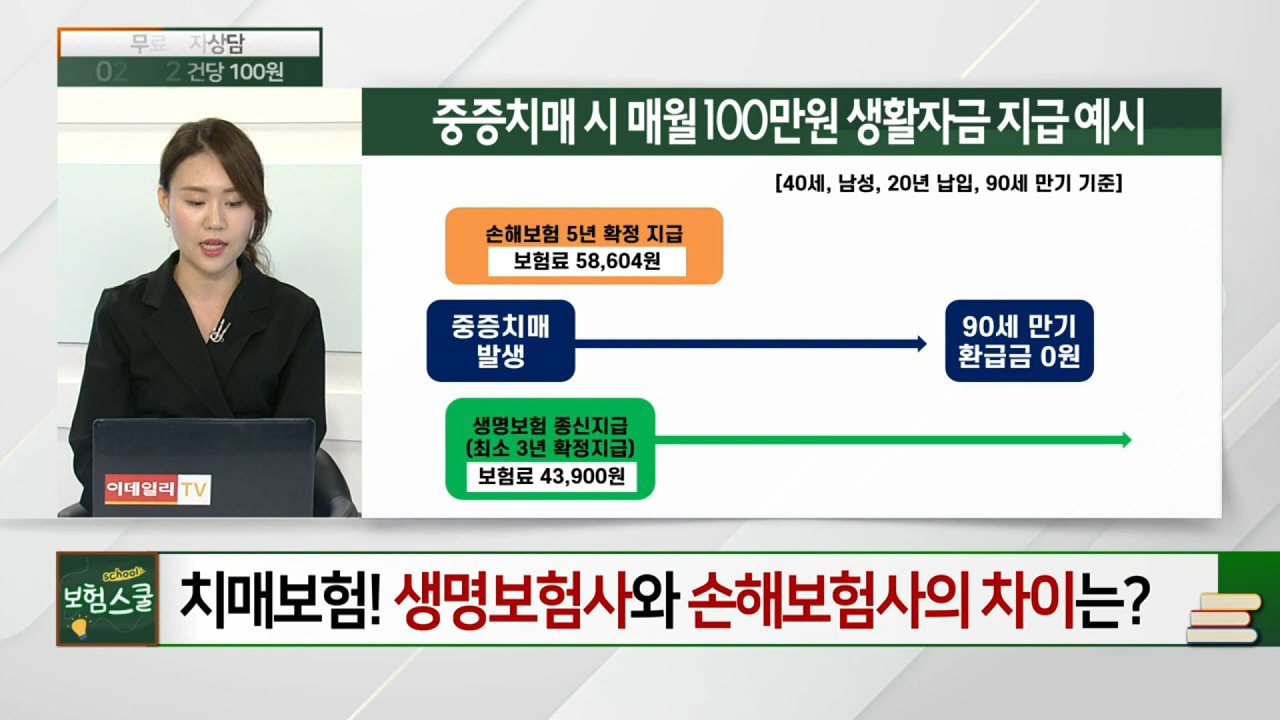 상담
건당 100원
중증치매 시 매월 100만원 생활자금 지급 예시
[40세, 남성, 20년 납입, 90세 만기 기준]
손해보험 5년 확정 지급
보험료 58,604원
중증치매
발생
90세 만기
환급금 0원
생명보험 종신지급
(최소 3년 확정지급)
보험료 43,900원
이데일리TV
school
보험스쿨
치매보험! 생명보험사와 손해보험사의 차이는?